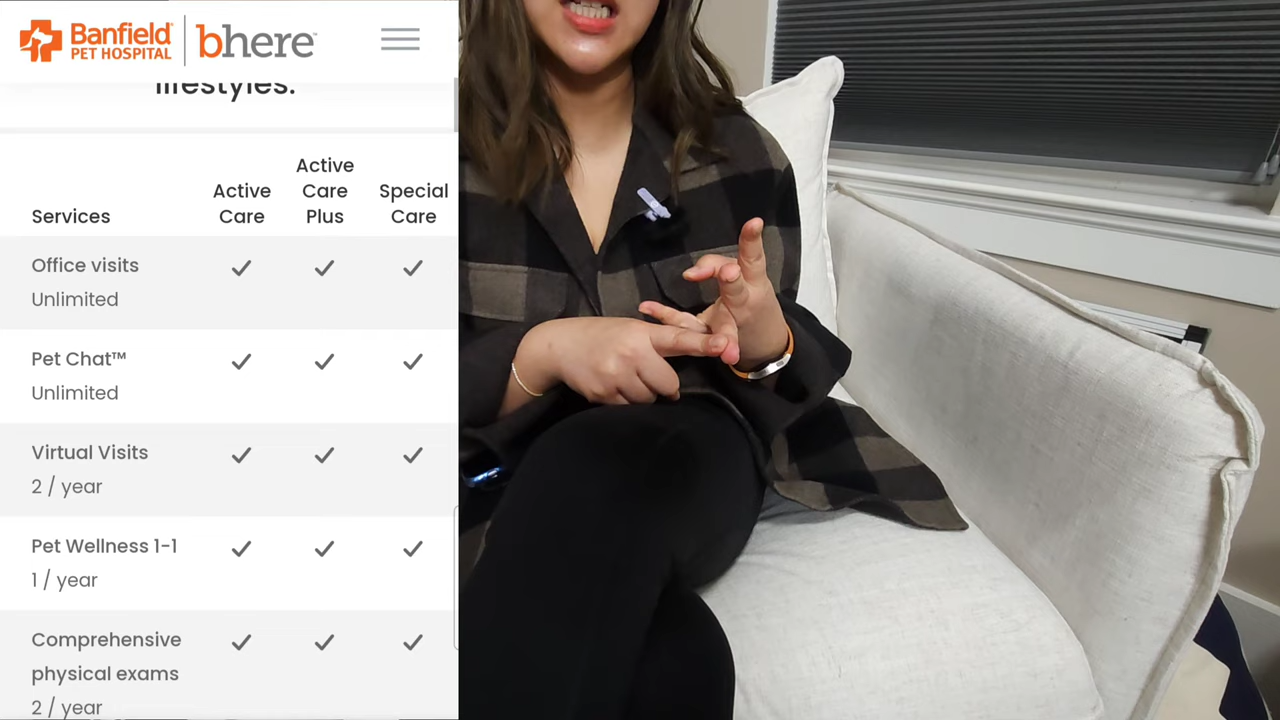 Banfield
PET HOSPITAL
bhere™
lifestyles.
Services
Active Care
Active Care Plus
Special Care
Office visits
Unlimited
Pet Chat™
Unlimited
Virtual Visits
2 / year
Pet Wellness 1-1
1 / year
Comprehensive
physical exams
2 / year